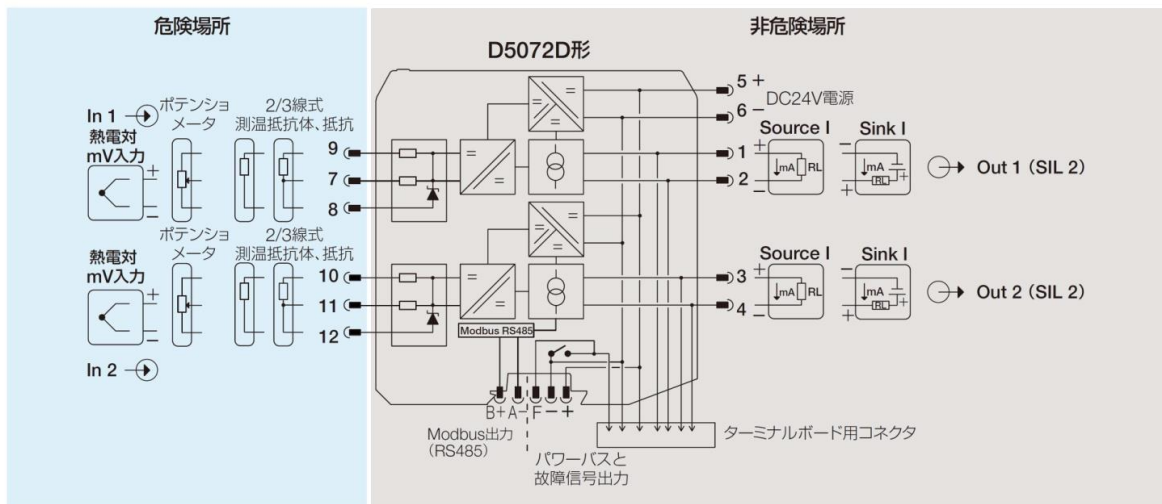 危険場所
非危険場所
D5072D形
In 1
ポテンショ
メータ
2/3線式
測温抵抗体、抵抗
熱電対
mV入力
+
−
9
7
8
5 +
6 −
DC24V電源
Source I
Sink I
1
+
mA
RL
−
mA
RL
+
+
2
−
Out 1 (SIL 2)
ポテンショ
メータ
2/3線式
測温抵抗体、抵抗
熱電対
mV入力
+
−
10
11
12
Source I
Sink I
3
+
mA
RL
−
mA
RL
+
+
4
−
Out 2 (SIL 2)
In 2
Modbus RS485
B+ A− F − +
Modbus出力
(RS485)
パワーバスと
故障信号出力
ターミナルボード用コネクタ